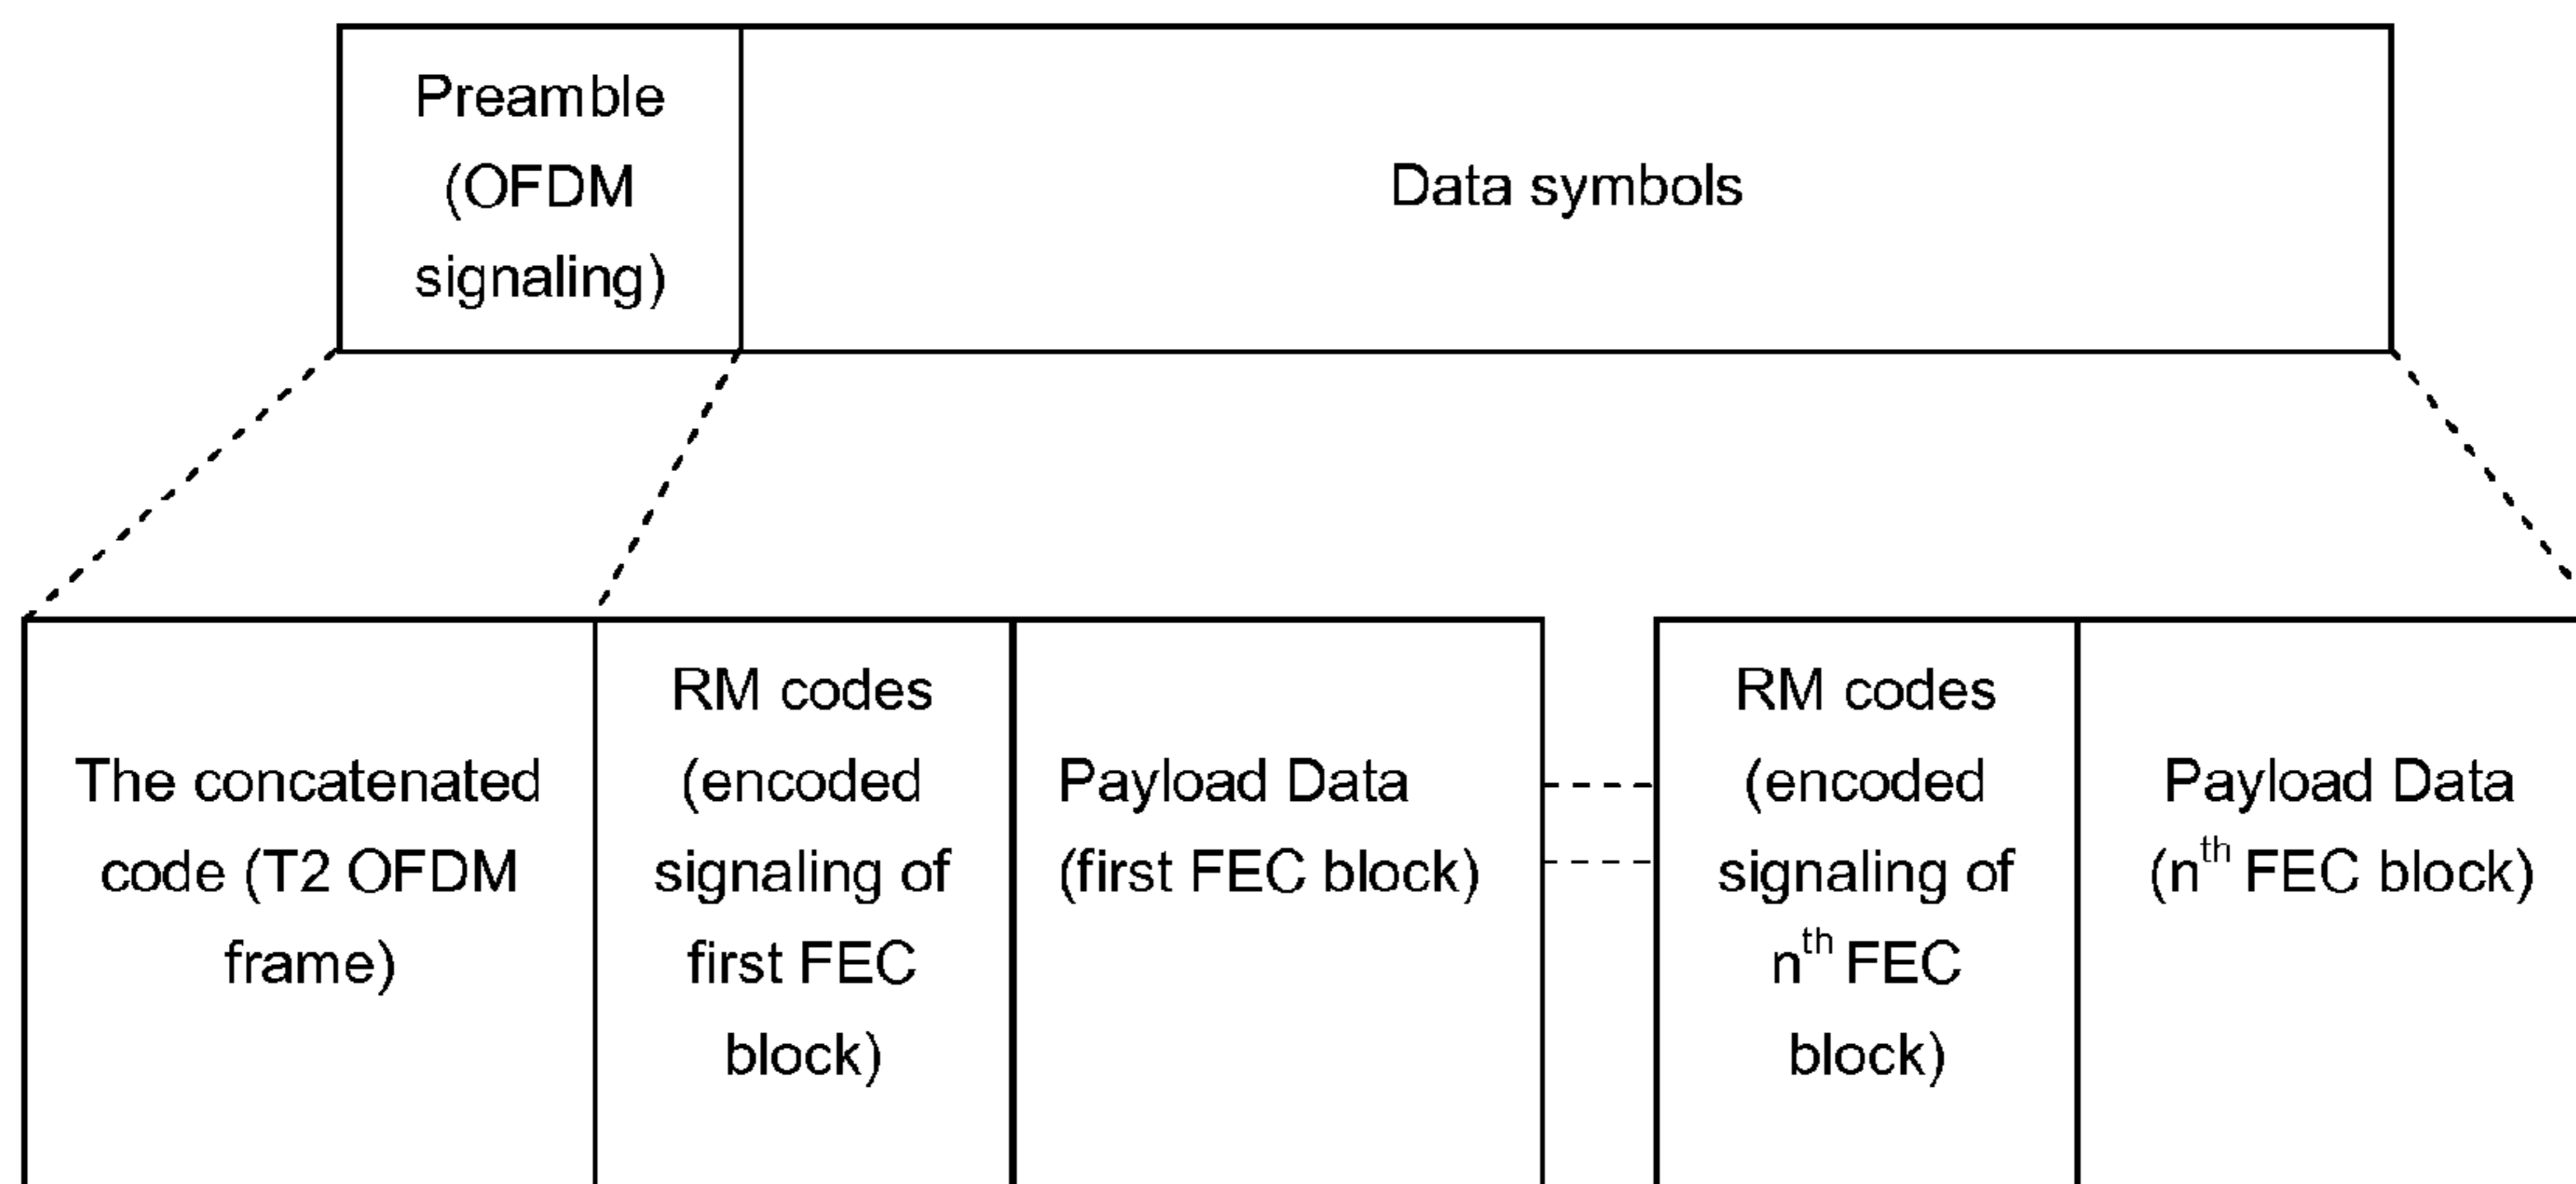 Preamble
(OFDM
signaling)
Data symbols
The concatenated
code (T2 OFDM
frame)
RM codes
(encoded
signaling of
first FEC
block)
Payload Data
(first FEC block)
RM codes
(encoded
signaling of
nth FEC
block)
Payload Data
(nth FEC block)